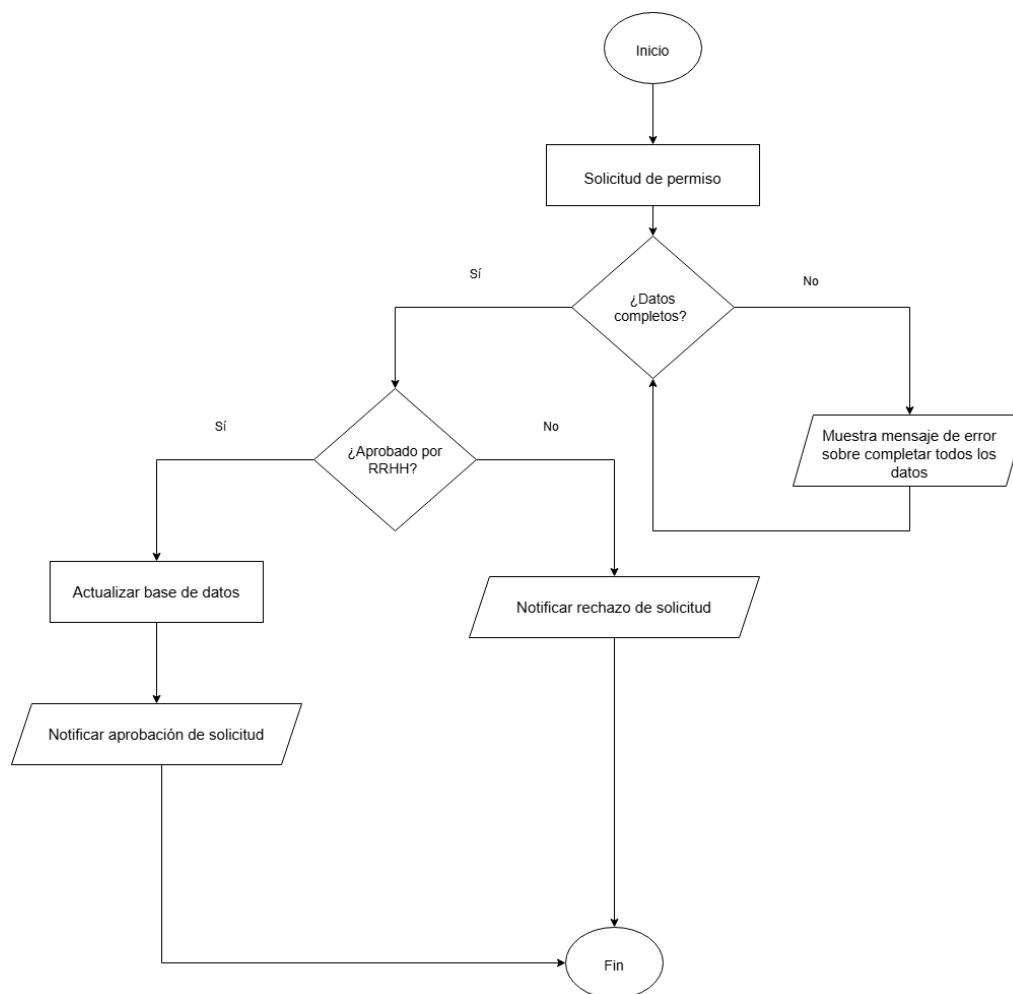 Inicio
Solicitud de permiso
Sí
No
¿Datos
completos?
Sí
No
¿Aprobado por
RRHH?
Muestra mensaje de error
sobre completar todos los
datos
Actualizar base de datos
Notificar rechazo de solicitud
Notificar aprobación de solicitud
Fin